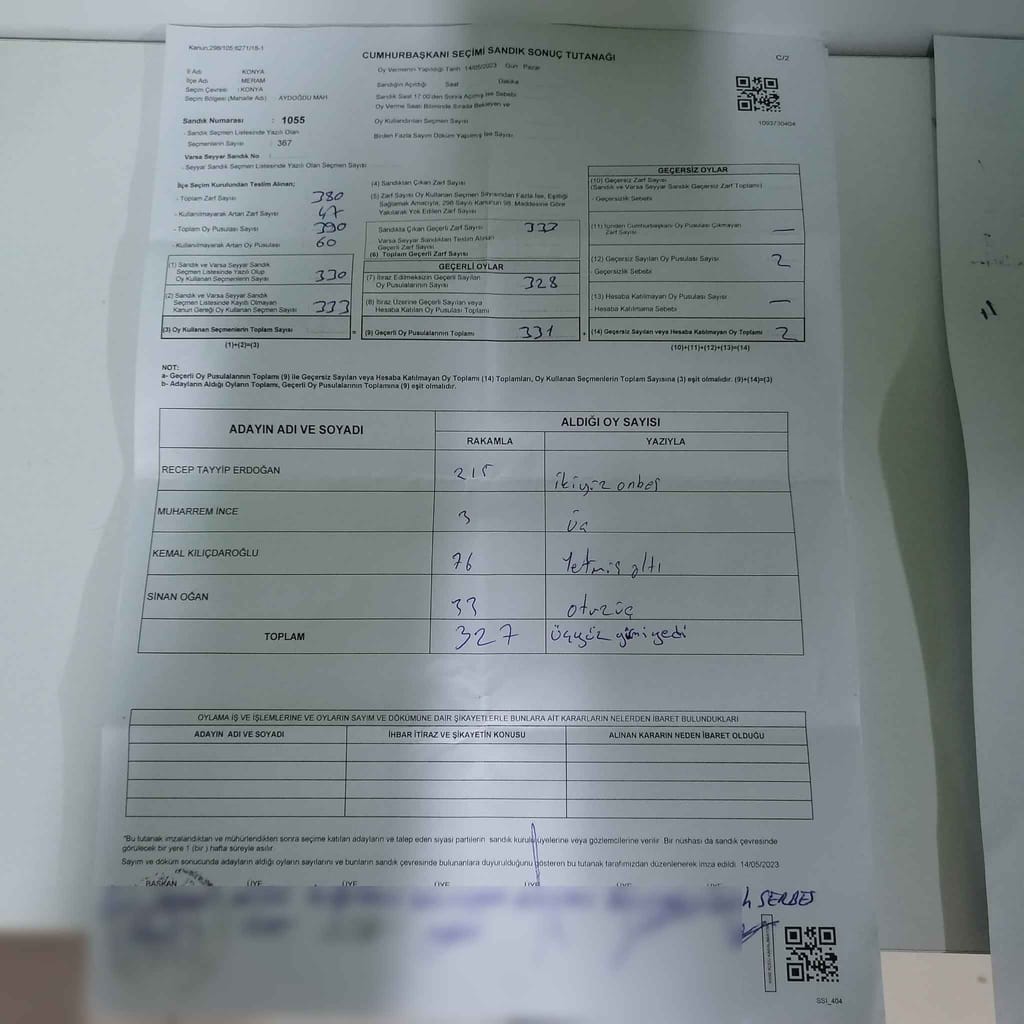 Kanun:298/105 6271/18-1
CUMHURBAŞKANI SEÇİMİ SANDIK SONUÇ TUTANAĞI
C/2
İl Adı KONYA
İlçe Adı MERAM
Seçim Çevresi : KONYA
Seçim Bölgesi (Mahalle Adı) : AYDOĞDU MAH
Oy Vermenin Yapıldığı Tarih 14/05/2023 Gün Pazar
Sandığın Açıldığı Saat Dakika
Sandık Saat 17:00'den Sonra Açılmış İse Sebebi
Oy Verme Saati Bitiminde Sırada Bekleyen ve
Oy Kullandırılan Seçmen Sayısı
Birden Fazla Sayım Döküm Yapılmış İse Sayısı
1093730404
Sandık Numarası : 1055
- Sandık Seçmen Listesinde Yazılı Olan
Seçmenlerin Sayısı : 367
Varsa Seyyar Sandık No :
- Seyyar Sandık Seçmen Listesinde Yazılı Olan Seçmen Sayısı
İlçe Seçim Kurulundan Teslim Alınan;
- Toplam Zarf Sayısı 380
- Kullanılmayarak Artan Zarf Sayısı 47
- Toplam Oy Pusulası Sayısı 390
- Kullanılmayarak Artan Oy Pusulası 60
(1) Sandık ve Varsa Seyyar Sandık
Seçmen Listesinde Yazılı Olup
Oy Kullanan Seçmenlerin Sayısı 330
(2) Sandık ve Varsa Seyyar Sandık
Seçmen Listesinde Kayıtlı Olmayan
Kanun Gereği Oy Kullanan Seçmen Sayısı 333
(3) Oy Kullanan Seçmenlerin Toplam Sayısı =
(1)+(2)=(3)
(4) Sandıktan Çıkan Zarf Sayısı
(5) Zarf Sayısı Oy Kullanan Seçmen Sayısından Fazla İse, Eşitliği
Sağlamak Amacıyla, 298 Sayılı Kanunun 98. Maddesine Göre
Yakılarak Yok Edilen Zarf Sayısı
Sandıkta Çıkan Geçerli Zarf Sayısı 333
Varsa Seyyar Sandıktan Teslim Alınan
Geçerli Zarf Sayısı
(6) Toplam Geçerli Zarf Sayısı
GEÇERLİ OYLAR
(7) İtiraz Edilmeksizin Geçerli Sayılan
Oy Pusulalarının Sayısı 328
(8) İtiraz Üzerine Geçerli Sayılan veya
Hesaba Katılan Oy Pusulaları Toplamı
(9) Geçerli Oy Pusulalarının Toplamı 331 +
GEÇERSİZ OYLAR
(10) Geçersiz Zarf Sayısı
(Sandık ve Varsa Seyyar Sandık Geçersiz Zarf Toplamı)
- Geçersizlik Sebebi
(11) İçinden Cumhurbaşkanı Oy Pusulası Çıkmayan
Zarf Sayısı —
(12) Geçersiz Sayılan Oy Pusulası Sayısı 2
- Geçersizlik Sebebi
(13) Hesaba Katılmayan Oy Pusulası Sayısı —
- Hesaba Katılmama Sebebi
(14) Geçersiz Sayılan veya Hesaba Katılmayan Oy Toplamı 2
(10)+(11)+(12)+(13)=(14)
NOT:
a- Geçerli Oy Pusulalarının Toplamı (9) ile Geçersiz Sayılan veya Hesaba Katılmayan Oy Toplamı (14) Toplamları, Oy Kullanan Seçmenlerin Toplam Sayısına (3) eşit olmalıdır. (9)+(14)=(3)
b- Adayların Aldığı Oyların Toplamı, Geçerli Oy Pusulalarının Toplamına (9) eşit olmalıdır.
ADAYIN ADI VE SOYADI ALDIĞI OY SAYISI
RAKAMLA YAZIYLA
RECEP TAYYİP ERDOĞAN 215 ikiyüz onbeş
MUHARREM İNCE 3 üç
KEMAL KILIÇDAROĞLU 76 Yetmiş altı
SİNAN OĞAN 33 otuzüç
TOPLAM 327 üçyüz yirmiyedi
OYLAMA İŞ VE İŞLEMLERİNE VE OYLARIN SAYIM VE DÖKÜMÜNE DAİR ŞİKAYETLERLE BUNLARA AİT KARARLARIN NELERDEN İBARET BULUNDUKLARI
ADAYIN ADI VE SOYADI İHBAR İTİRAZ VE ŞİKAYETİN KONUSU ALINAN KARARIN NEDEN İBARET OLDUĞU
"Bu tutanak imzalandıktan ve mühürlendikten sonra seçime katılan adayların ve talep eden siyasi partilerin sandık kurulu üyelerine veya gözlemcilerine verilir. Bir nüshası da sandık çevresinde
görülecek bir yere 1 (bir) hafta süreyle asılır.
Sayım ve döküm sonucunda adayların aldığı oyların sayılarını ve bunların sandık çevresinde bulunanlara duyurulduğunu gösteren bu tutanak tarafımızdan düzenlenerek imza edildi. 14/05/2023
BAŞKAN ÜYE ÜYE ÜYE ÜYE ÜYE ÜYE
SERBES
SSI_404